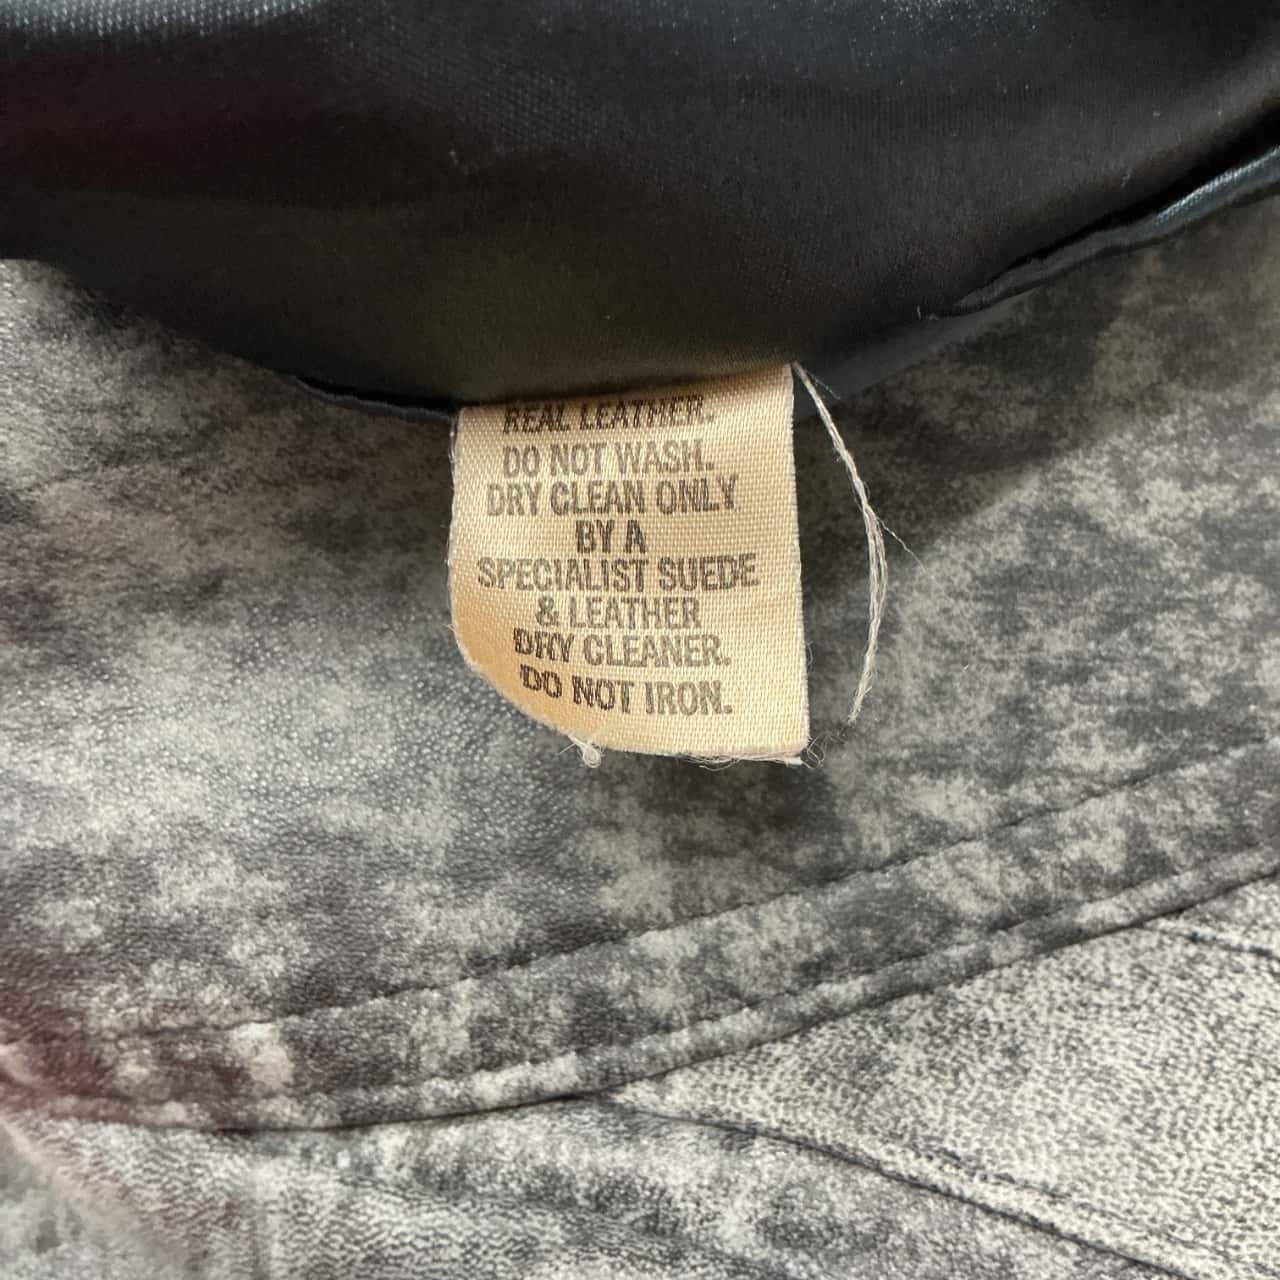 REAL LEATHER.
DO NOT WASH.
DRY CLEAN ONLY
BY A
SPECIALIST SUEDE
& LEATHER
DRY CLEANER.
DO NOT IRON.